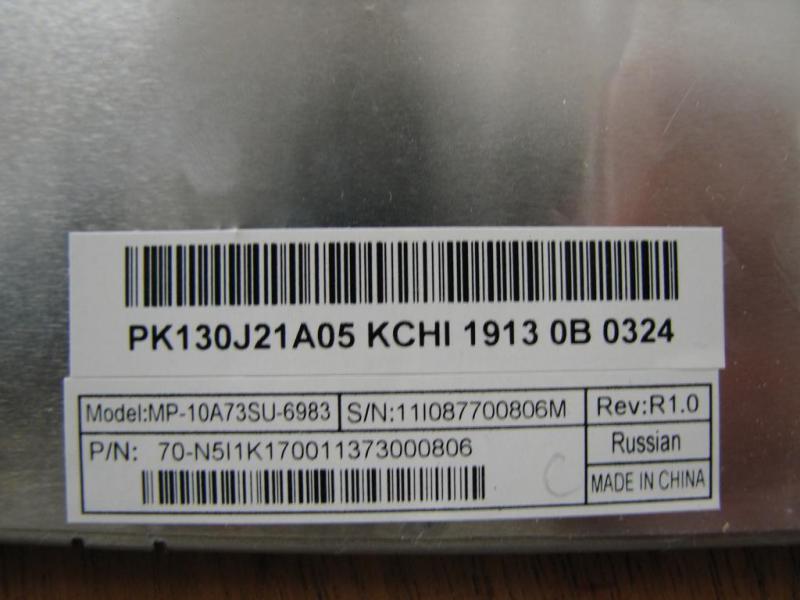 PK130J21A05 KCHI 1913 0B 0324
Model:MP-10A73SU-6983 S/N:11I087700806M Rev:R1.0
P/N: 70-N5I1K170011373000806 Russian
C MADE IN CHINA